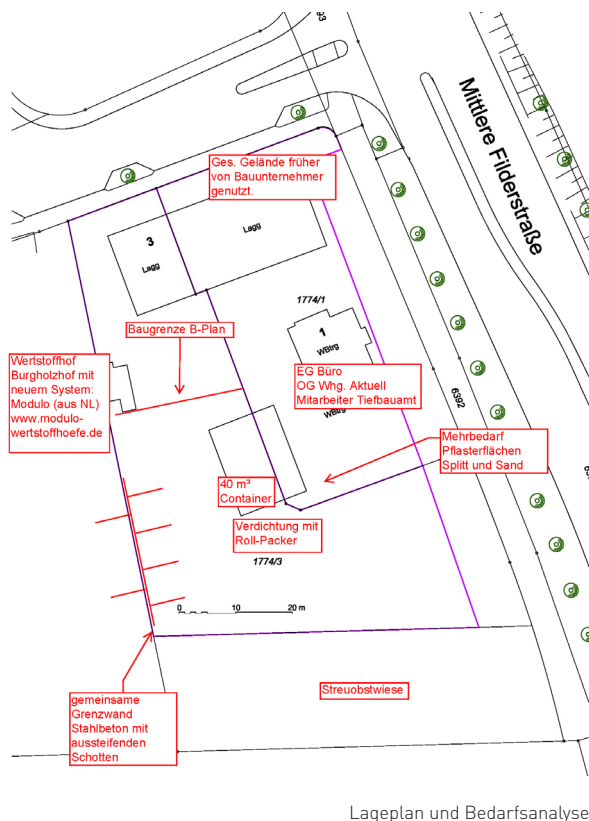 93
Mittlere Filderstraße
Ges. Gelände früher
von Bauunternehmer
genutzt.
3
Lagg
Lagg
1774/1
Baugrenze B-Plan
1
WBtrg
EG Büro
OG Whg. Aktuell
Mitarbeiter Tiefbauamt
WBtrg
Wertstoffhof
Burgholzhof mit
neuem System:
Modulo (aus NL)
www.modulo-
wertstoffhoefe.de
6392
Mehrbedarf
Pflasterflächen
Splitt und Sand
40 m³
Container
Verdichtung mit
Roll-Packer
1774/3
0 10 20 m
gemeinsame
Grenzwand
Stahlbeton mit
aussteifenden
Schotten
Streuobstwiese
Lageplan und Bedarfsanalyse